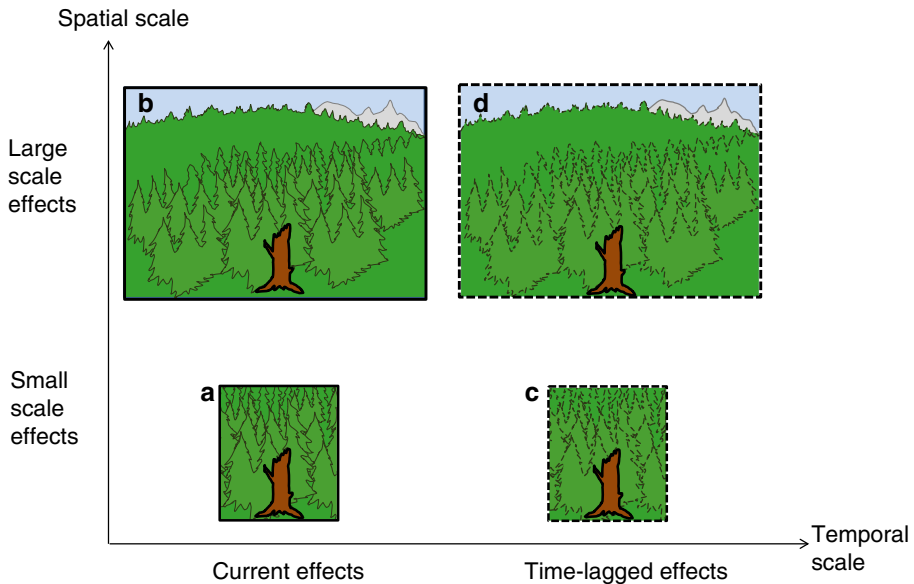 Spatial scale
b
d
Large
scale
effects
Small
scale
effects
a
c
Current effects
Time-lagged effects
Temporal
scale